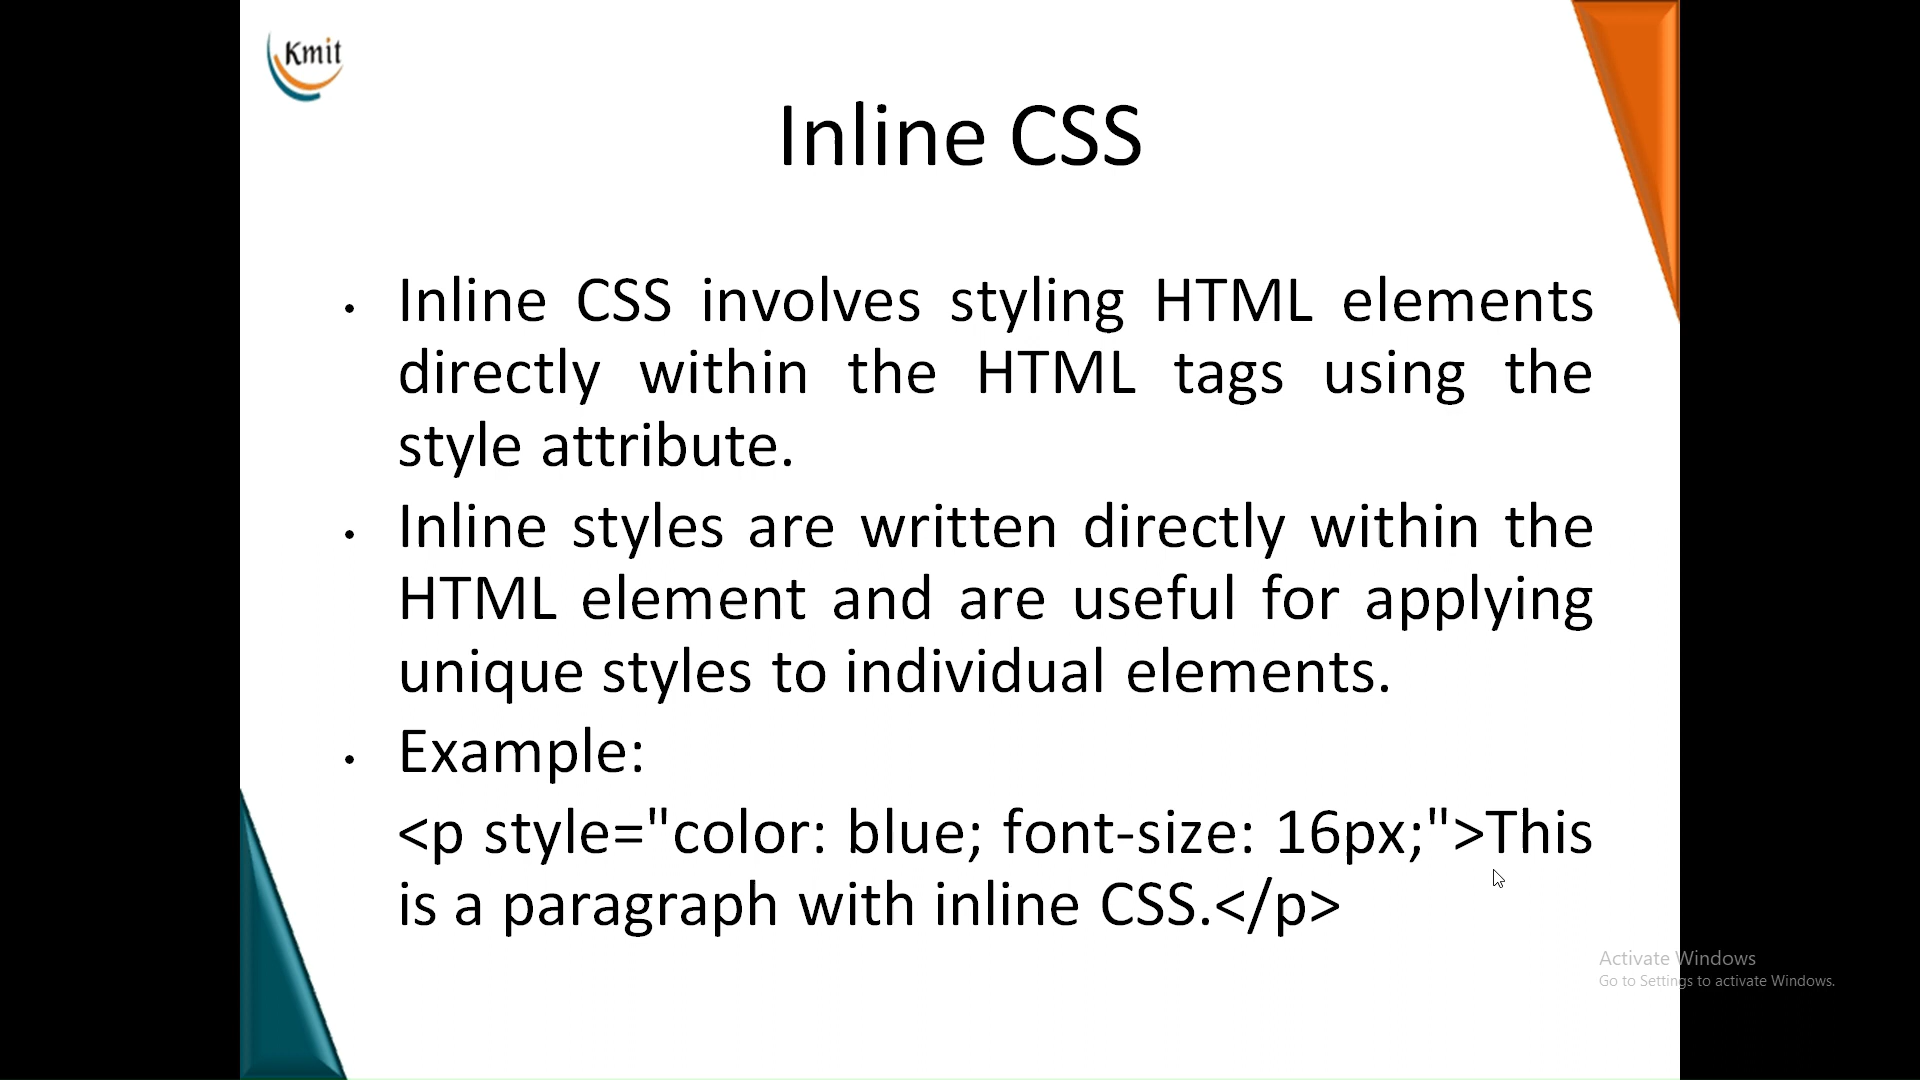 Kmit
Inline CSS
• Inline CSS involves styling HTML elements
directly within the HTML tags using the
style attribute.
• Inline styles are written directly within the
HTML element and are useful for applying
unique styles to individual elements.
• Example:
<p style="color: blue; font-size: 16px;">This
is a paragraph with inline CSS.</p>
Activate Windows
Go to Settings to activate Windows.